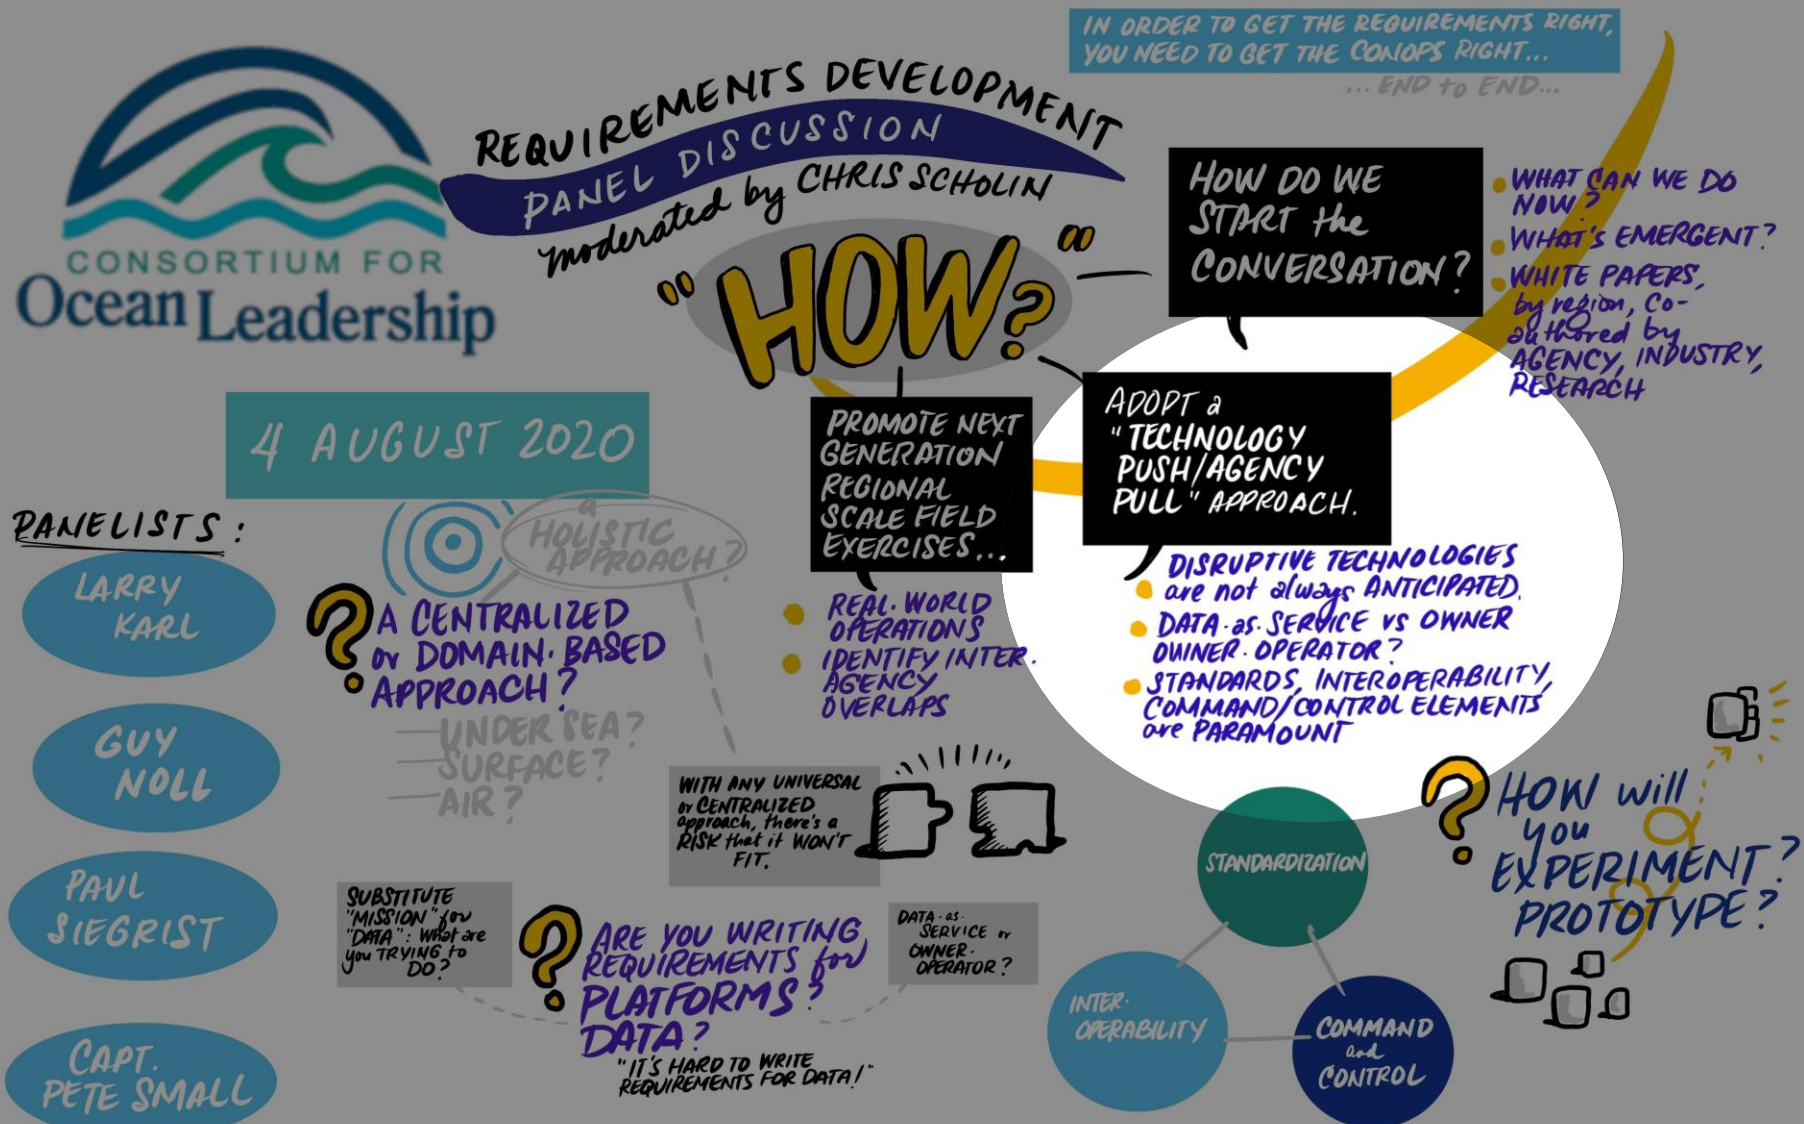 IN ORDER TO GET THE REQUIREMENTS RIGHT,
YOU NEED TO GET THE CONOPS RIGHT...
... END to END...
CONSORTIUM FOR
Ocean Leadership
REQUIREMENTS DEVELOPMENT
PANEL DISCUSSION
moderated by CHRIS SCHOLIN
"HOW?"
HOW DO WE
START the
CONVERSATION?
WHAT CAN WE DO
NOW?
WHAT'S EMERGENT?
WHITE PAPERS,
by region, Co-
authored by
AGENCY, INDUSTRY,
RESEARCH
ADOPT a
"TECHNOLOGY
PUSH/AGENCY
PULL" APPROACH.
DISRUPTIVE TECHNOLOGIES
are not always ANTICIPATED.
DATA-as-SERVICE vs OWNER
OWNER-OPERATOR?
STANDARDS, INTEROPERABILITY,
COMMAND/CONTROL ELEMENTS
are PARAMOUNT
PROMOTE NEXT
GENERATION
REGIONAL
SCALE FIELD
EXERCISES...
REAL-WORLD
OPERATIONS
IDENTIFY INTER-
AGENCY
OVERLAPS
4 AUGUST 2020
PANELISTS:
LARRY
KARL
GUY
NOLL
PAUL
SIEGRIST
CAPT.
PETE SMALL
a
HOLISTIC
APPROACH?
? A CENTRALIZED
or DOMAIN-BASED
APPROACH?
UNDER SEA?
SURFACE?
AIR?
WITH ANY UNIVERSAL
or CENTRALIZED
approach, there's a
RISK that it WON'T
FIT.
SUBSTITUTE
"MISSION" for
"DATA": What are
you TRYING to
DO?
? ARE YOU WRITING
REQUIREMENTS for
PLATFORMS?
DATA?
"IT'S HARD TO WRITE
REQUIREMENTS FOR DATA!"
DATA-as-
SERVICE or
OWNER-
OPERATOR?
STANDARDIZATION
INTER-
OPERABILITY
COMMAND
and
CONTROL
? HOW will
you
EXPERIMENT?
PROTOTYPE?